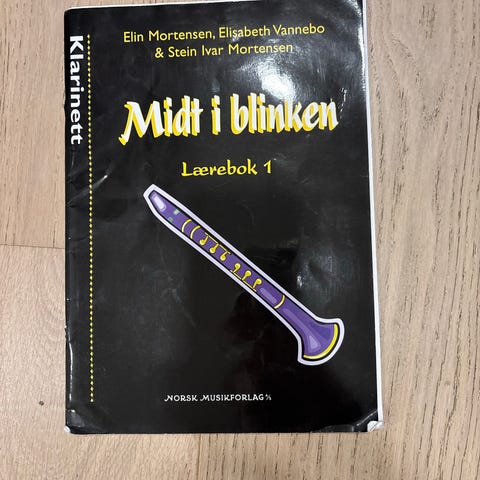 Klarinett
Elin Mortensen, Elisabeth Vannebo
& Stein Ivar Mortensen
Midt i blinken
Lærebok 1
NORSK MUSIKFORLAG A/S